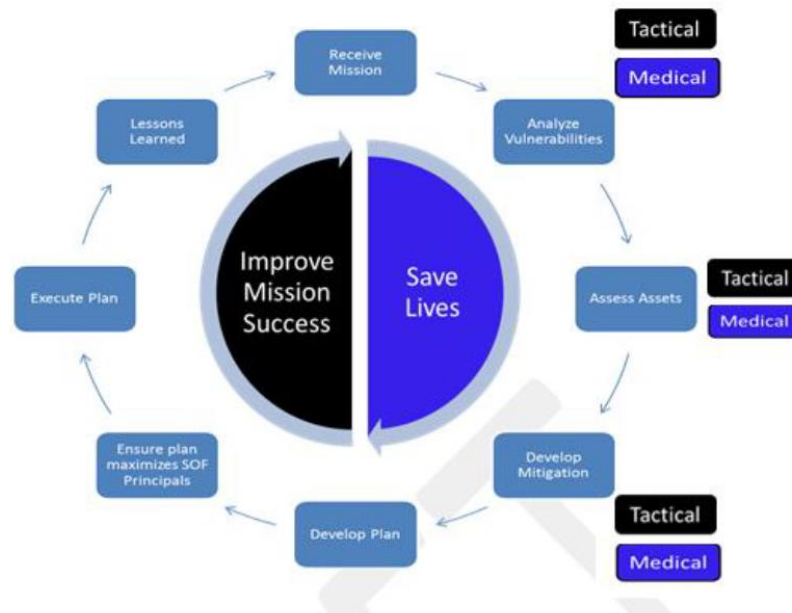 Receive
Mission
Tactical
Medical
Analyze
Vulnerabilities
Assess Assets
Tactical
Medical
Develop
Mitigation
Tactical
Medical
Develop Plan
Ensure plan
maximizes SOF
Principals
Execute Plan
Lessons
Learned
Improve
Mission
Success
Save
Lives